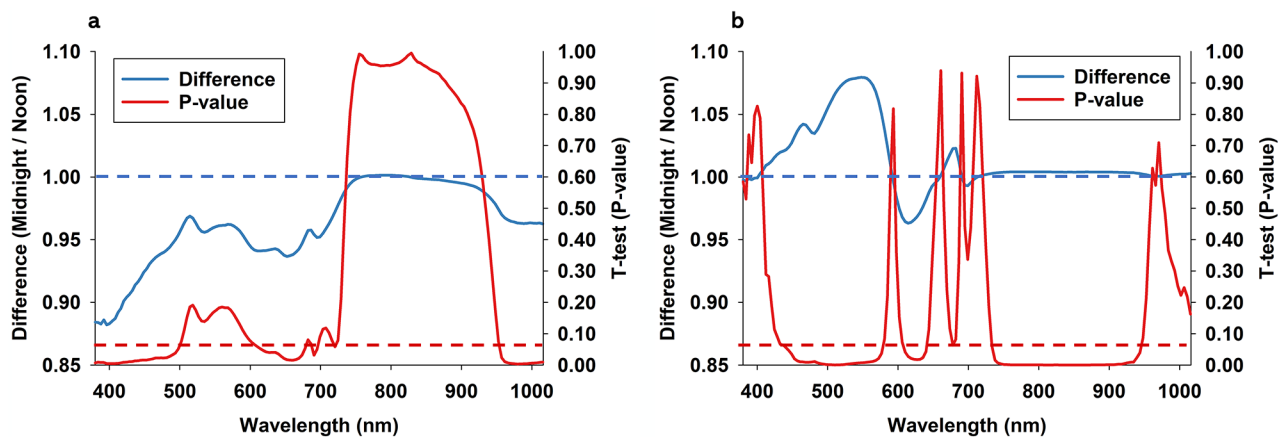 a
Difference (Midnight / Noon)
1.10
1.05
1.00
0.95
0.90
0.85
Difference
P-value
1.00
0.90
0.80
0.70
0.60
0.50
0.40
0.30
0.20
0.10
0.00
T-test (P-value)
400 500 600 700 800 900 1000
Wavelength (nm)
b
Difference (Midnight / Noon)
1.10
1.05
1.00
0.95
0.90
0.85
Difference
P-value
1.00
0.90
0.80
0.70
0.60
0.50
0.40
0.30
0.20
0.10
0.00
T-test (P-value)
400 500 600 700 800 900 1000
Wavelength (nm)